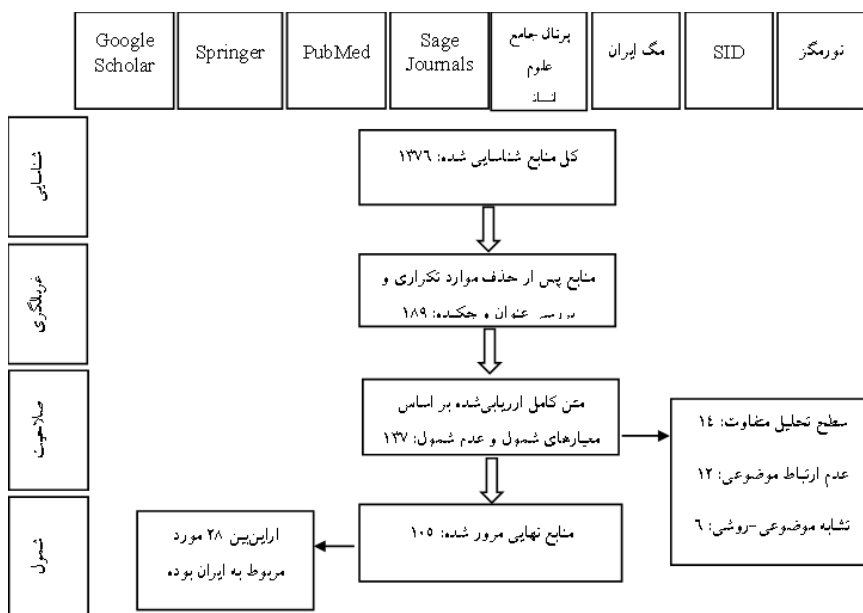 Google
Scholar
Springer
PubMed
Sage
Journals
پرتال جامع
علوم
مگ ایران
SID
نورمگز
شناسایی
کل منابع شناسایی شده: ۱۳۷۶
غربالگری
منابع پس از حذف موارد تکراری و
بررسی عنوان و چکیده: ۱۸۹
صلاحیت
متن کامل ارزیابی‌شده بر اساس
معیارهای شمول و عدم شمول: ۱۳۷
سطح تحلیل متفاوت: ۱۴
عدم ارتباط موضوعی: ۱۲
تشابه موضوعی-روشی: ۶
شمول
منابع نهایی مرور شده: ۱۰۵
ازاین‌بین ۲۸ مورد
مربوط به ایران بوده